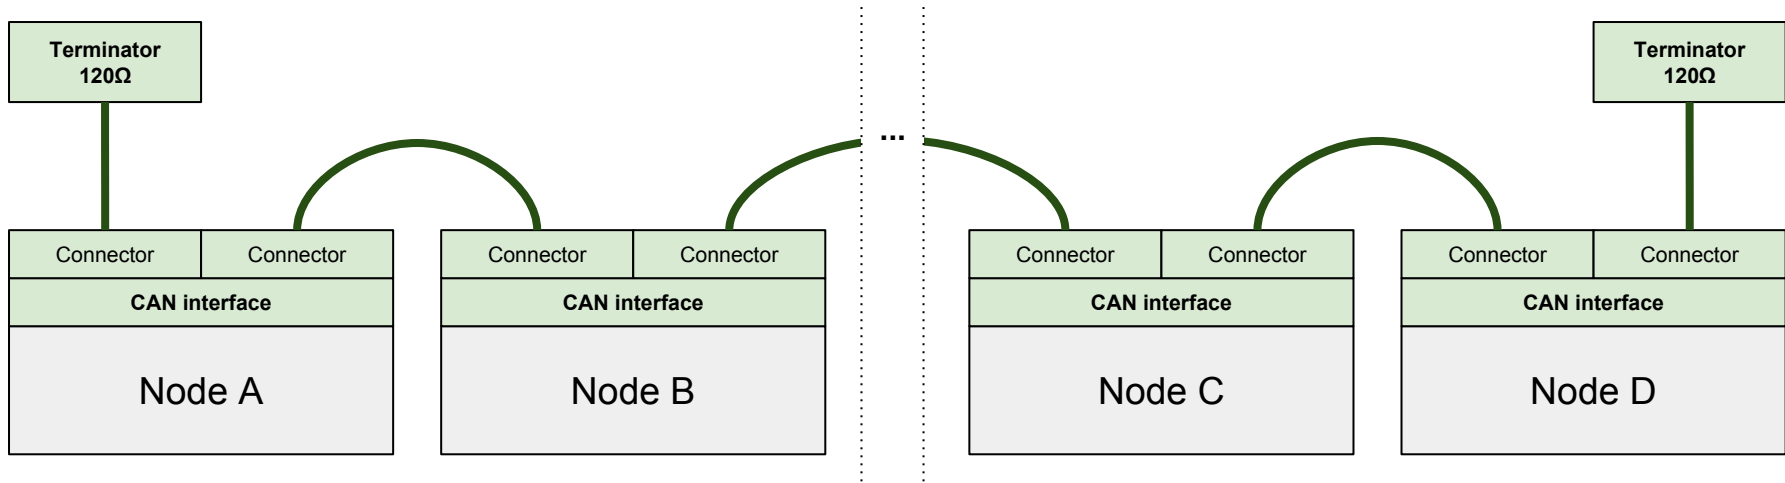 Terminator
120Ω
Terminator
120Ω
...
Connector
Connector
Connector
Connector
Connector
Connector
Connector
Connector
CAN interface
CAN interface
CAN interface
CAN interface
Node A
Node B
Node C
Node D